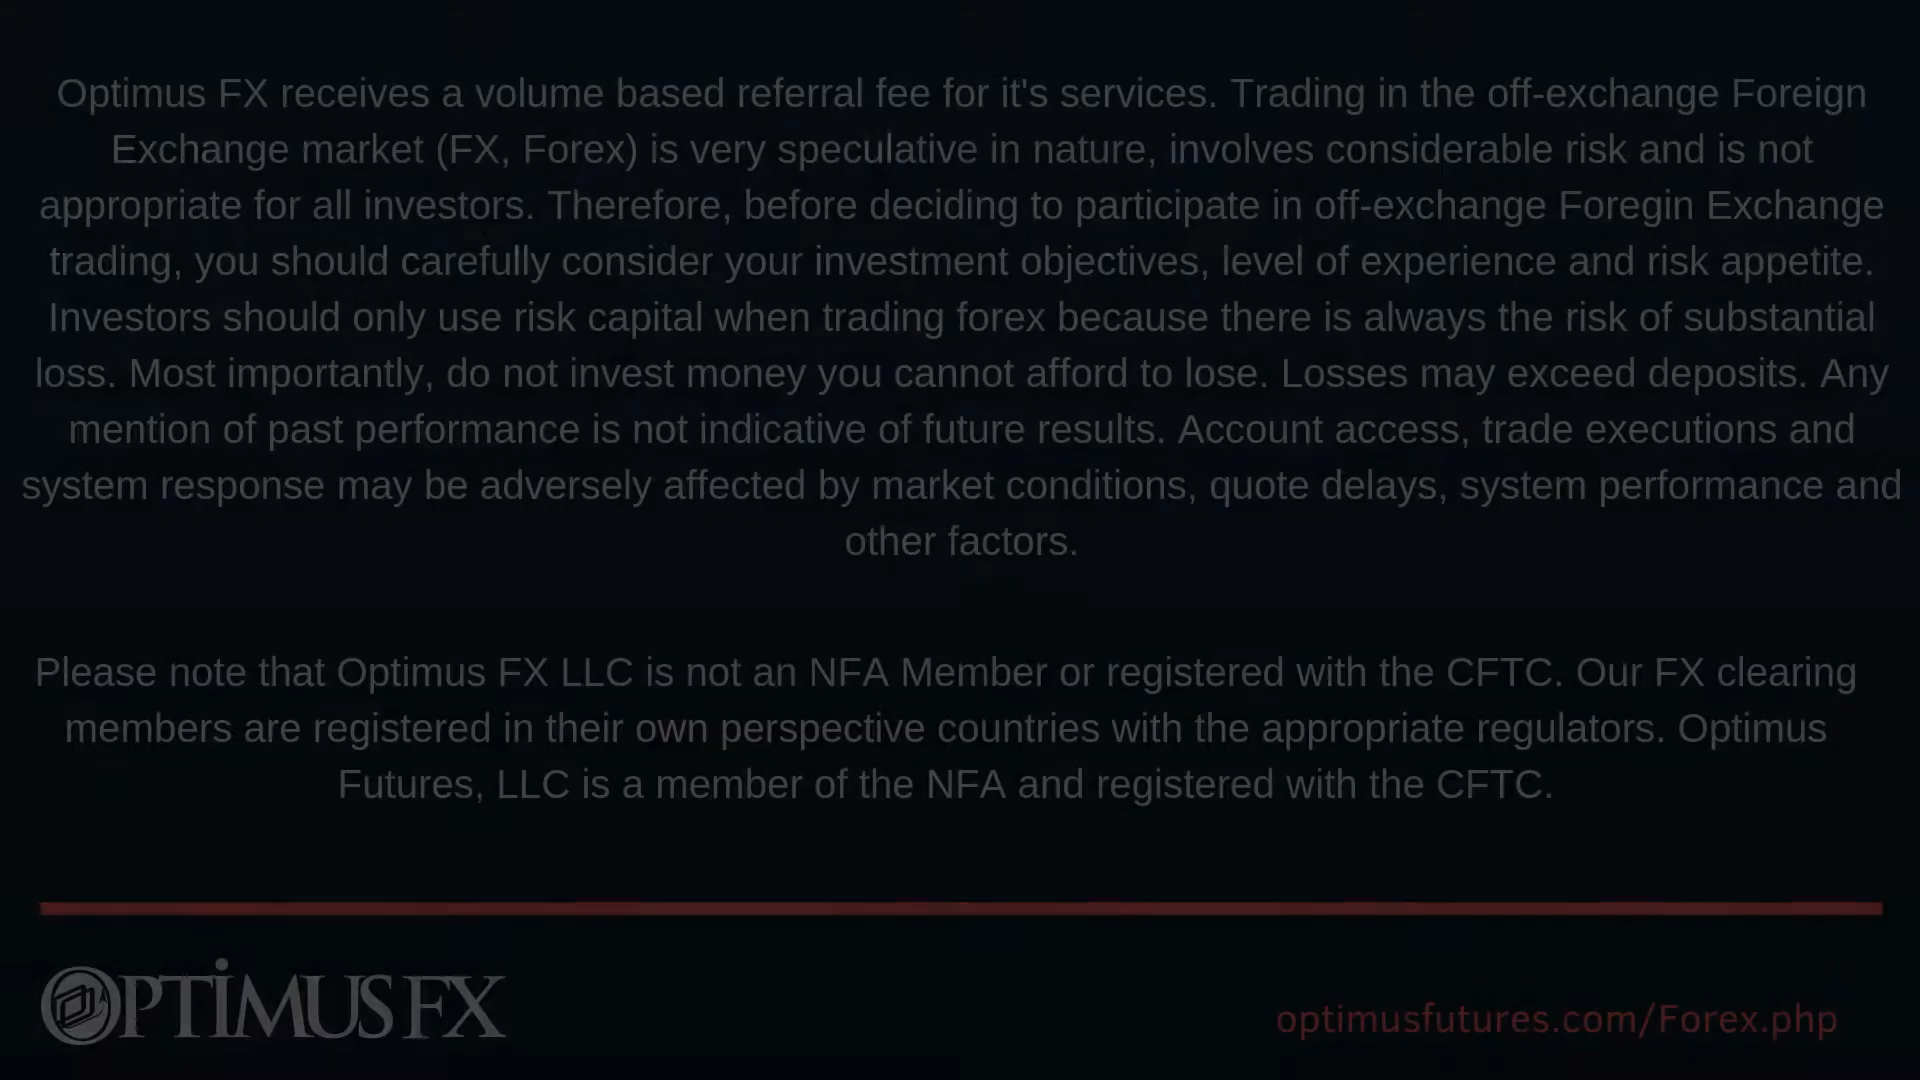 Optimus FX receives a volume based referral fee for it's services. Trading in the off-exchange Foreign
Exchange market (FX, Forex) is very speculative in nature, involves considerable risk and is not
appropriate for all investors. Therefore, before deciding to participate in off-exchange Foregin Exchange
trading, you should carefully consider your investment objectives, level of experience and risk appetite.
Investors should only use risk capital when trading forex because there is always the risk of substantial
loss. Most importantly, do not invest money you cannot afford to lose. Losses may exceed deposits. Any
mention of past performance is not indicative of future results. Account access, trade executions and
system response may be adversely affected by market conditions, quote delays, system performance and
other factors.
Please note that Optimus FX LLC is not an NFA Member or registered with the CFTC. Our FX clearing
members are registered in their own perspective countries with the appropriate regulators. Optimus
Futures, LLC is a member of the NFA and registered with the CFTC.
OPTiMUS FX
optimusfutures.com/Forex.php